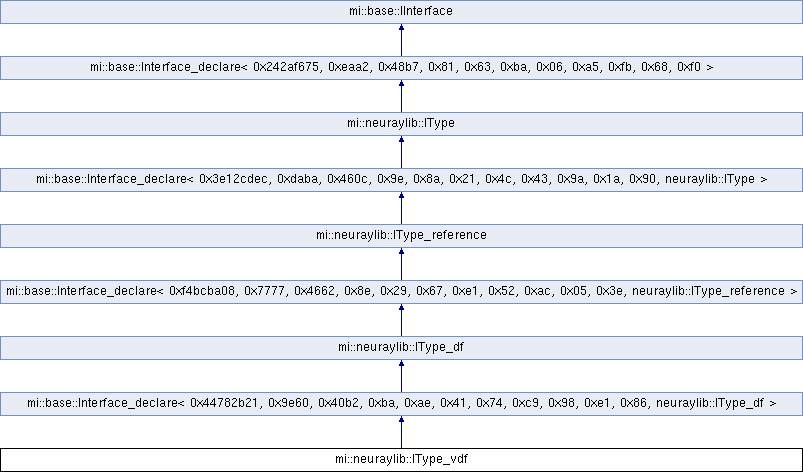 mi::base::IInterface
mi::base::Interface_declare< 0x242af675, 0xeaa2, 0x48b7, 0x81, 0x63, 0xba, 0x06, 0xa5, 0xfb, 0x68, 0xf0 >
mi::neuraylib::IType
mi::base::Interface_declare< 0x3e12cdec, 0xdaba, 0x460c, 0x9e, 0x8a, 0x21, 0x4c, 0x43, 0x9a, 0x1a, 0x90, neuraylib::IType >
mi::neuraylib::IType_reference
mi::base::Interface_declare< 0xf4bcba08, 0x7777, 0x4662, 0x8e, 0x29, 0x67, 0xe1, 0x52, 0xac, 0x05, 0x3e, neuraylib::IType_reference >
mi::neuraylib::IType_df
mi::base::Interface_declare< 0x44782b21, 0x9e60, 0x40b2, 0xba, 0xae, 0x41, 0x74, 0xc9, 0x98, 0xe1, 0x86, neuraylib::IType_df >
mi::neuraylib::IType_vdf